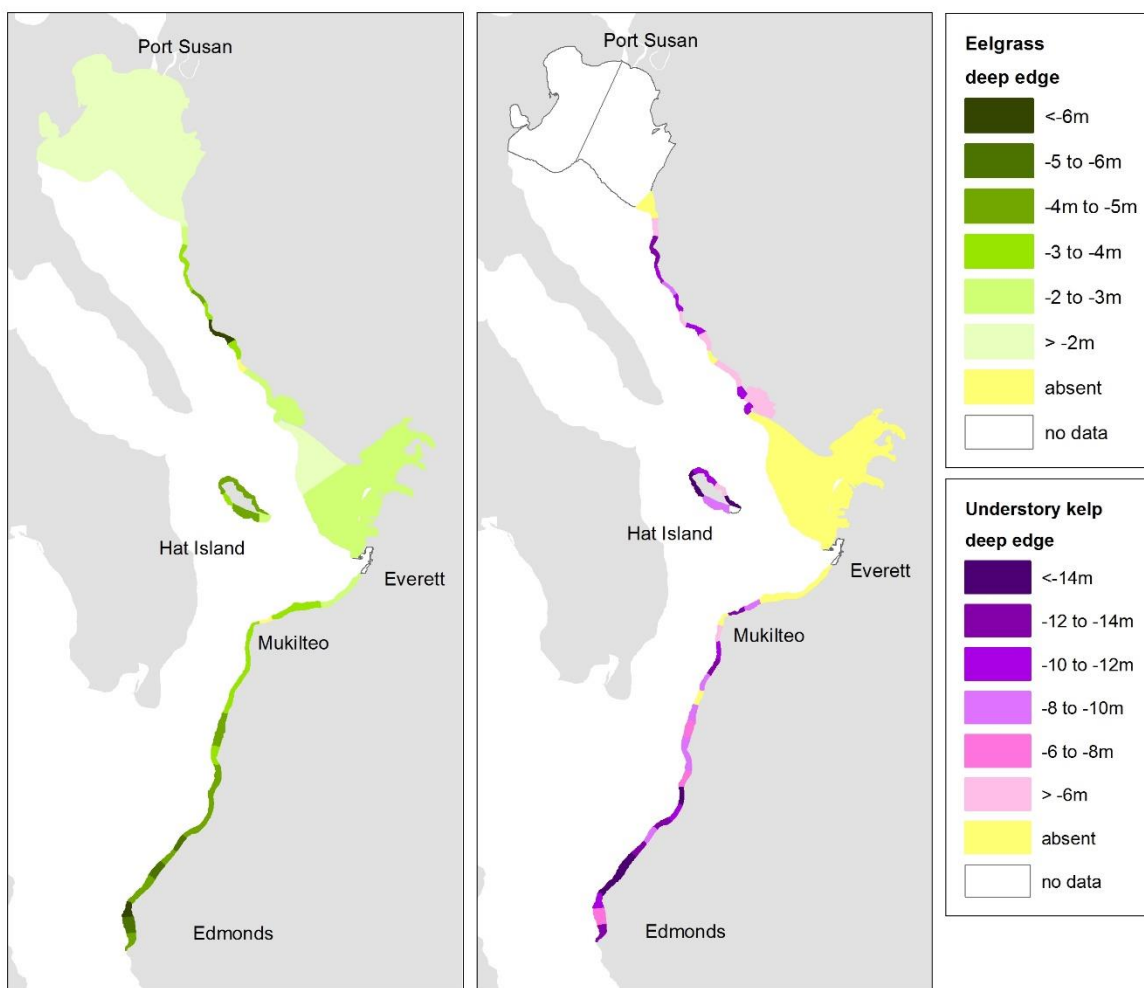 Port Susan
Hat Island
Everett
Mukilteo
Edmonds
Port Susan
Hat Island
Everett
Mukilteo
Edmonds
Eelgrass
deep edge
<-6m
-5 to -6m
-4m to -5m
-3 to -4m
-2 to -3m
> -2m
absent
no data
Understory kelp
deep edge
<-14m
-12 to -14m
-10 to -12m
-8 to -10m
-6 to -8m
> -6m
absent
no data